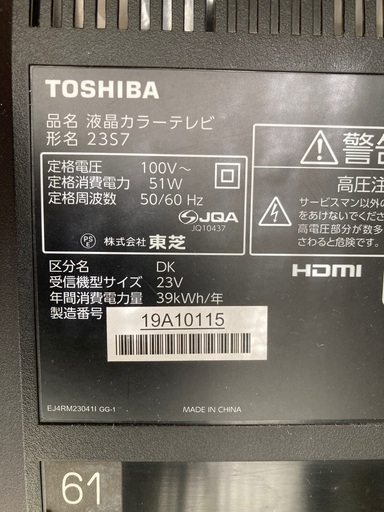 TOSHIBA
品名 液晶カラーテレビ
形名 23S7
定格電圧 100V～
定格消費電力 51W
定格周波数 50/60 Hz
JQA
JQ10437
PS
E
株式会社 東芝
区分名 DK
受信機型サイズ 23V
年間消費電力量 39kWh/年
製造番号 19A10115
EJ4RM23041I GG-1
MADE IN CHINA
警告
高圧注
サービスマン以外の
をあけないでください
高電圧部分が数多
さわると危険です。
HDMI
61